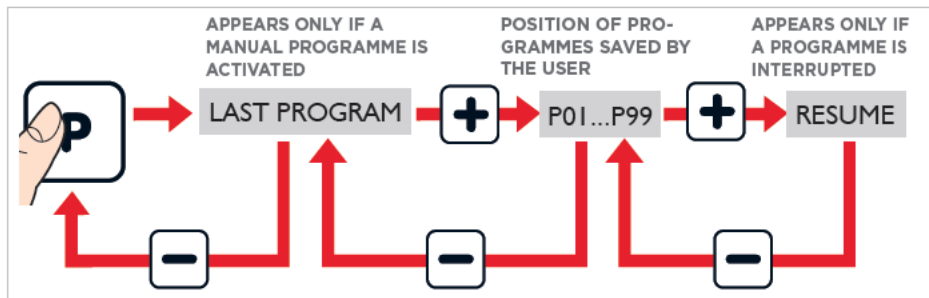 APPEARS ONLY IF A
MANUAL PROGRAMME IS
ACTIVATED
POSITION OF PRO-
GRAMMES SAVED BY
THE USER
APPEARS ONLY IF
A PROGRAMME IS
INTERRUPTED
P
LAST PROGRAM
+
P01...P99
+
RESUME
−
−
−